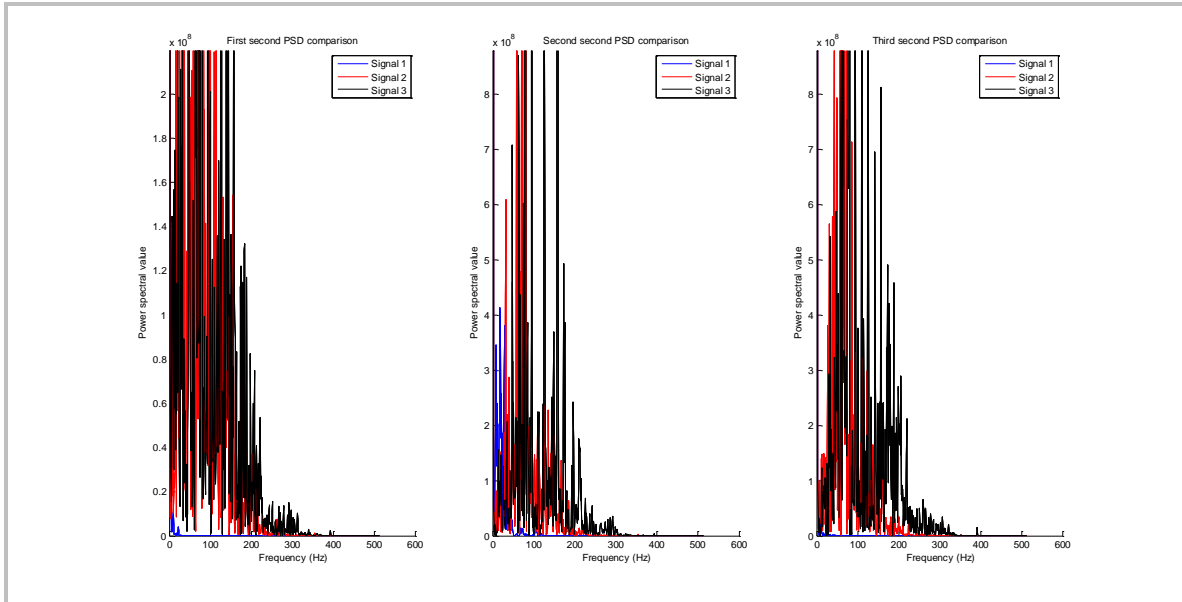 First second PSD comparison
x 10^8
Signal 1
Signal 2
Signal 3
2
1.8
1.6
1.4
1.2
1
0.8
0.6
0.4
0.2
0
Power spectral value
0 100 200 300 400 500 600
Frequency (Hz)
Second second PSD comparison
x 10^8
Signal 1
Signal 2
Signal 3
8
7
6
5
4
3
2
1
0
Power spectral value
0 100 200 300 400 500 600
Frequency (Hz)
Third second PSD comparison
x 10^8
Signal 1
Signal 2
Signal 3
8
7
6
5
4
3
2
1
0
Power spectral value
0 100 200 300 400 500 600
Frequency (Hz)